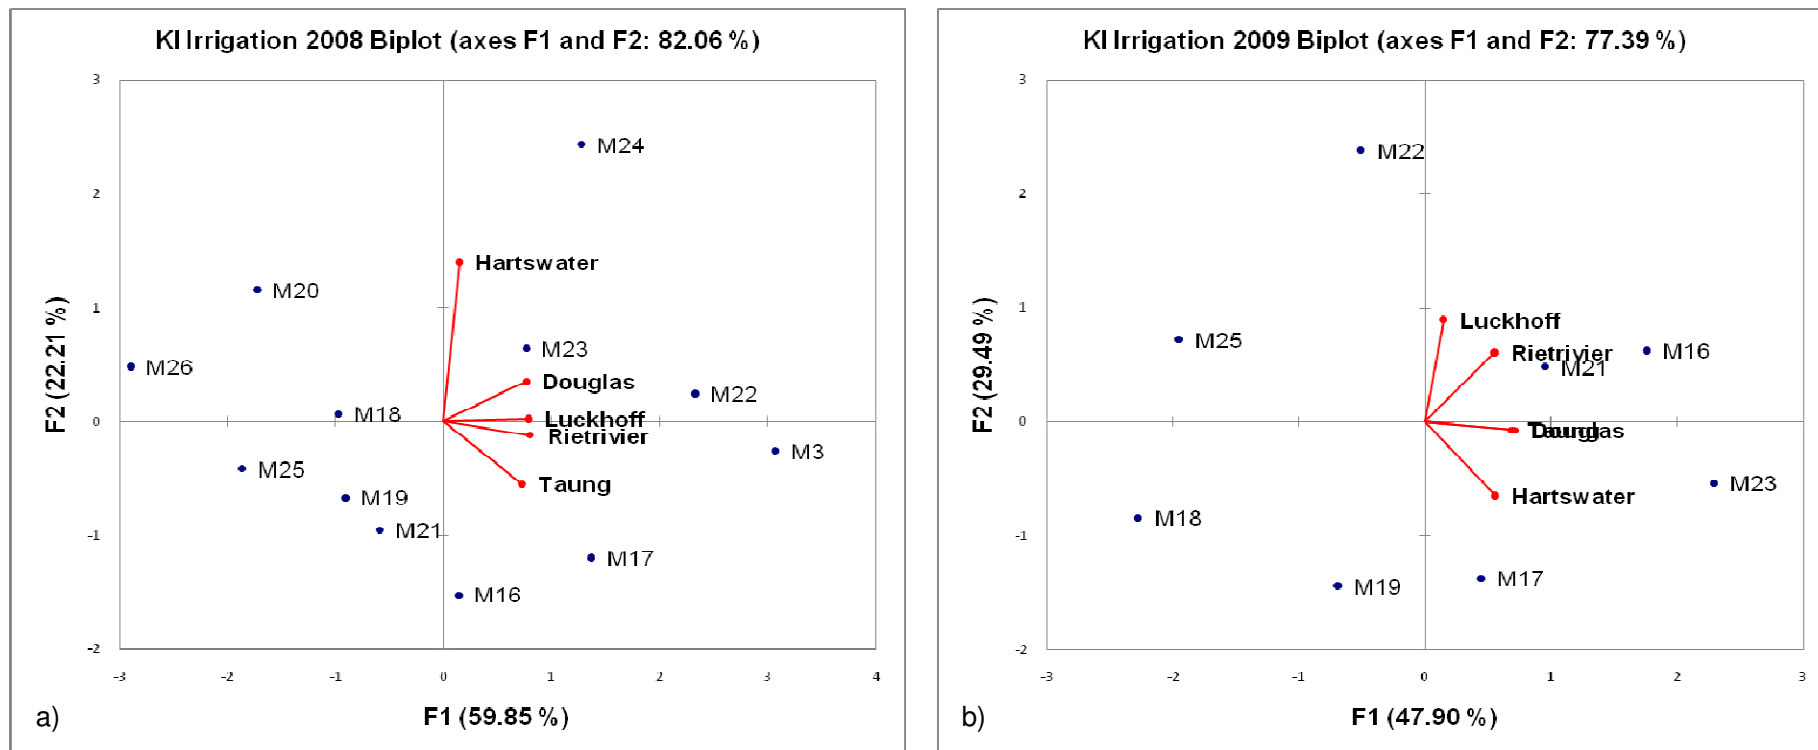 KI Irrigation 2008 Biplot (axes F1 and F2: 82.06 %)
3
M24
2
Hartswater
M20
1
M23
M26
Douglas
M22
M18
Luckhoff
0
Rietrivier
M3
M25
Taung
M19
M21
-1
M17
M16
-2
-3 -2 -1 0 1 2 3 4
F2 (22.21 %)
F1 (59.85 %)
a)
KI Irrigation 2009 Biplot (axes F1 and F2: 77.39 %)
3
M22
2
1
Luckhoff
M25
Rietrivier
M16
M21
0
Taung
Douglas
M23
Hartswater
M18
-1
M19
M17
-2
-3 -2 -1 0 1 2 3
F2 (29.49 %)
F1 (47.90 %)
b)